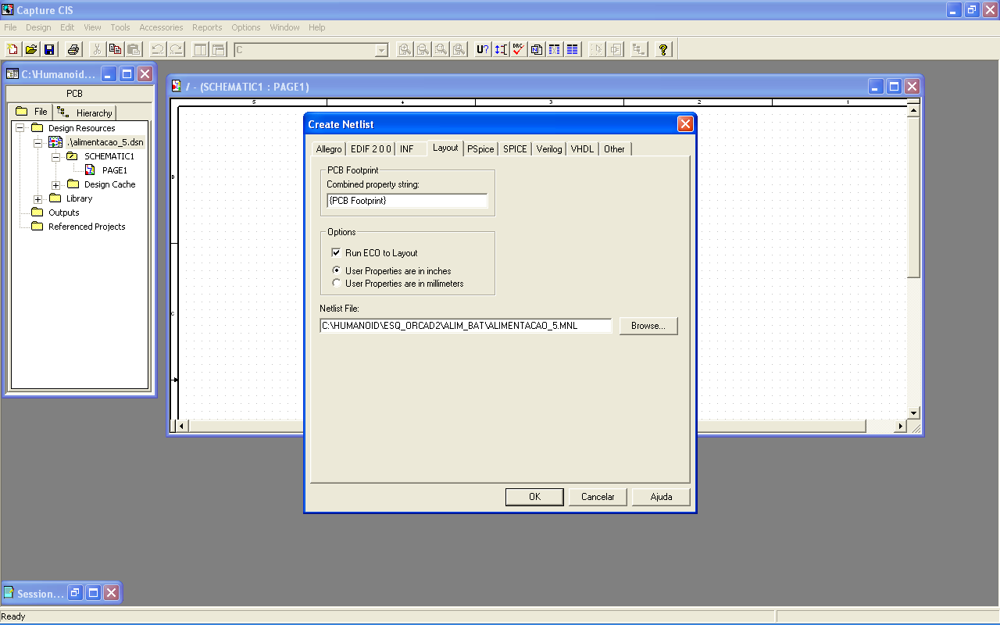 Capture CIS
File Design Edit View Tools Accessories Reports Options Window Help
C U? DRC ?
C:\Humanoid...
PCB
File Hierarchy
Design Resources
.\alimentacao_5.dsn
SCHEMATIC1
PAGE1
Design Cache
Library
Outputs
Referenced Projects
/ - (SCHEMATIC1 : PAGE1)
5 4 3 2 1
D
C
Create Netlist
Allegro EDIF 2 0 0 INF Layout PSpice SPICE Verilog VHDL Other
PCB Footprint
Combined property string:
{PCB Footprint}
Options
Run ECO to Layout
User Properties are in inches
User Properties are in millimeters
Netlist File:
C:\HUMANOID\ESQ_ORCAD2\ALIM_BAT\ALIMENTACAO_5.MNL Browse...
OK Cancelar Ajuda
Session...
Ready